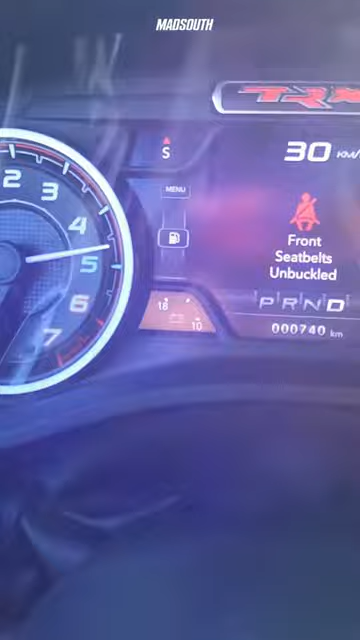 MADSOUTH
TRX
S
30 KM/
MENU
2 3
4
5
6
7
Front
Seatbelts
Unbuckled
18
10
P R N D
000740 km